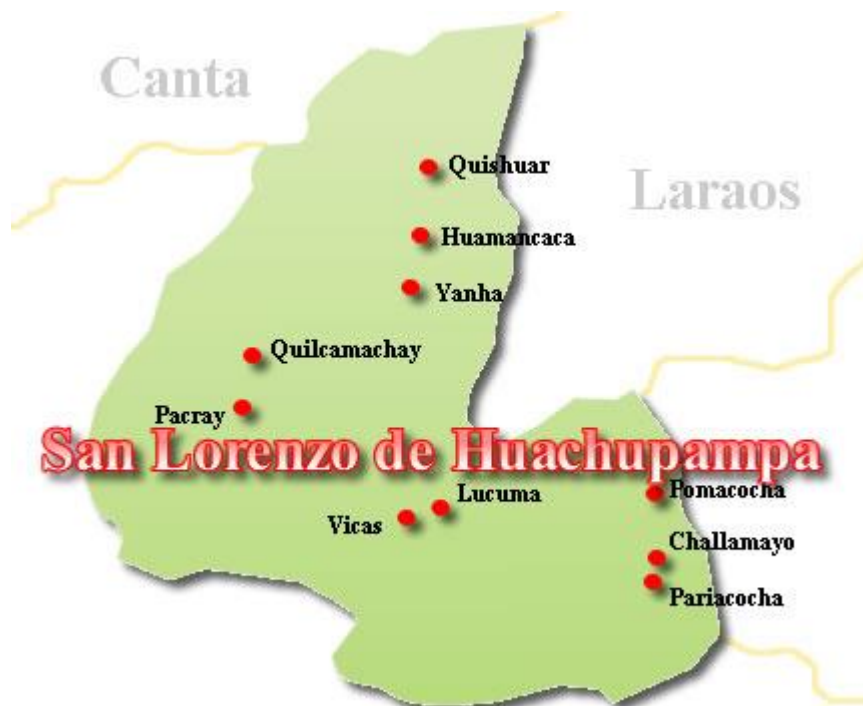 Canta
Quishuar
Laraos
Huamancaca
Yanha
Quilcamachay
Pacray
San Lorenzo de Huachupampa
Lucuma
Pomacocha
Vicas
Challamayo
Pariacocha